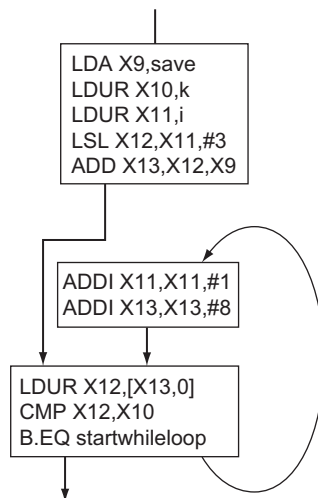 LDA X9,save
LDUR X10,k
LDUR X11,i
LSL X12,X11,#3
ADD X13,X12,X9
ADDI X11,X11,#1
ADDI X13,X13,#8
LDUR X12,[X13,0]
CMP X12,X10
B.EQ startwhileloop